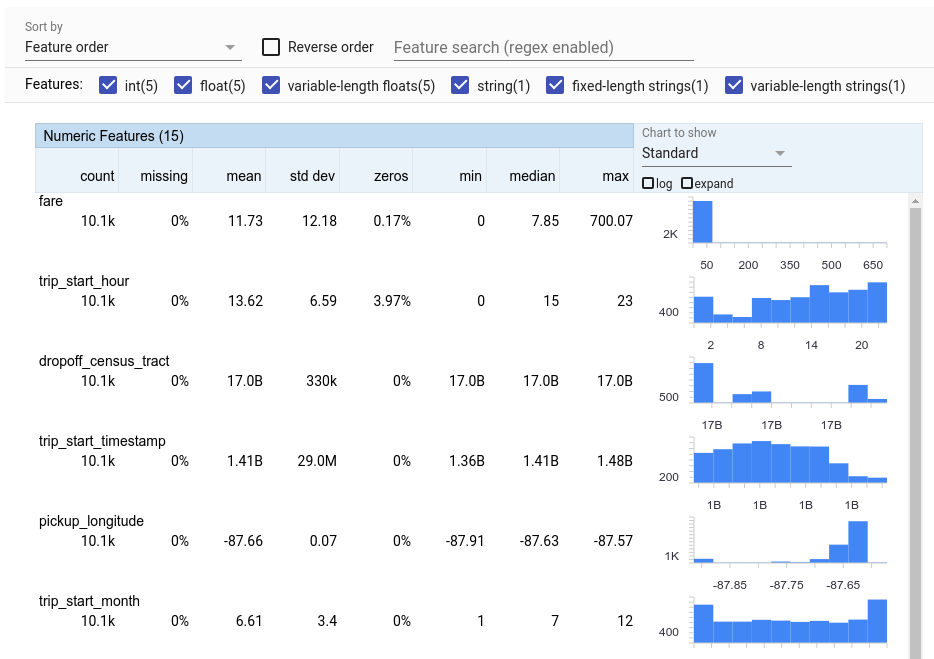 Sort by
Feature order
Reverse order
Feature search (regex enabled)
Features:
int(5)
float(5)
variable-length floats(5)
string(1)
fixed-length strings(1)
variable-length strings(1)
Numeric Features (15)
Chart to show
Standard
log expand
count missing mean std dev zeros min median max
fare
10.1k 0% 11.73 12.18 0.17% 0 7.85 700.07
2K
50 200 350 500 650
trip_start_hour
10.1k 0% 13.62 6.59 3.97% 0 15 23
400
2 8 14 20
dropoff_census_tract
10.1k 0% 17.0B 330k 0% 17.0B 17.0B 17.0B
500
17B 17B 17B
trip_start_timestamp
10.1k 0% 1.41B 29.0M 0% 1.36B 1.41B 1.48B
200
1B 1B 1B 1B
pickup_longitude
10.1k 0% -87.66 0.07 0% -87.91 -87.63 -87.57
1K
-87.85 -87.75 -87.65
trip_start_month
10.1k 0% 6.61 3.4 0% 1 7 12
400